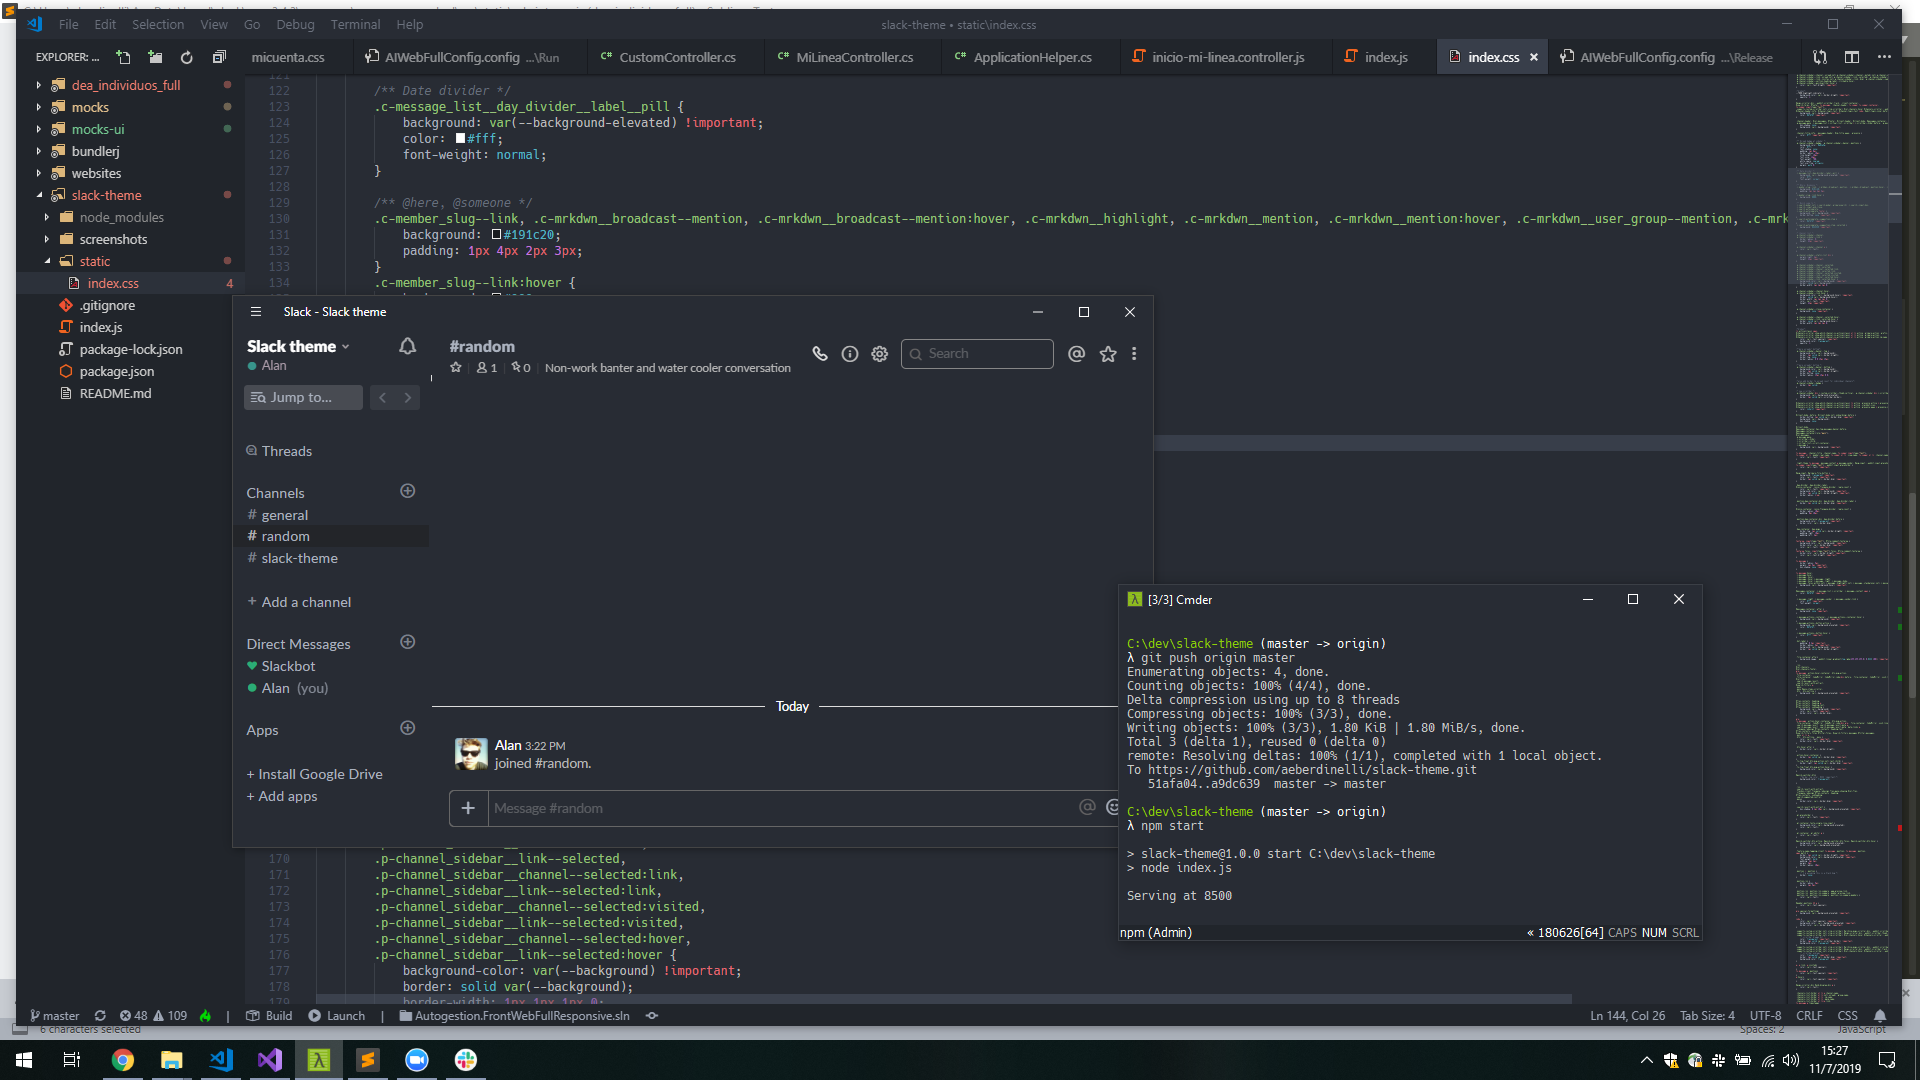 File Edit Selection View Go Debug Terminal Help
slack-theme • static\index.css
EXPLORER: ...
micuenta.css
AIWebFullConfig.config ...\Run
CustomController.cs
MiLineaController.cs
ApplicationHelper.cs
inicio-mi-linea.controller.js
index.js
index.css
AIWebFullConfig.config ...\Release
dea_individuos_full
mocks
mocks-ui
bundlerj
websites
slack-theme
node_modules
screenshots
static
index.css 4
.gitignore
index.js
package-lock.json
package.json
README.md
121
122 /** Date divider */
123 .c-message_list__day_divider__label__pill {
124 background: var(--background-elevated) !important;
125 color: #fff;
126 font-weight: normal;
127 }
128
129 /** @here, @someone */
130 .c-member_slug--link, .c-mrkdwn__broadcast--mention, .c-mrkdwn__broadcast--mention:hover, .c-mrkdwn__highlight, .c-mrkdwn__mention, .c-mrkdwn__mention:hover, .c-mrkdwn__user_group--mention, .c-mrk
131 background: #191c20;
132 padding: 1px 4px 2px 3px;
133 }
134 .c-member_slug--link:hover {
Slack - Slack theme
Slack theme
Alan
Jump to...
Threads
Channels
# general
# random
# slack-theme
+ Add a channel
Direct Messages
Slackbot
Alan (you)
Apps
+ Install Google Drive
+ Add apps
#random
1 0 Non-work banter and water cooler conversation
Search
Today
Alan 3:22 PM
joined #random.
Message #random
[3/3] Cmder
C:\dev\slack-theme (master -> origin)
λ git push origin master
Enumerating objects: 4, done.
Counting objects: 100% (4/4), done.
Delta compression using up to 8 threads
Compressing objects: 100% (3/3), done.
Writing objects: 100% (3/3), 1.80 KiB | 1.80 MiB/s, done.
Total 3 (delta 1), reused 0 (delta 0)
remote: Resolving deltas: 100% (1/1), completed with 1 local object.
To https://github.com/aeberdinelli/slack-theme.git
51afa04..a9dc639 master -> master
C:\dev\slack-theme (master -> origin)
λ npm start
> slack-theme@1.0.0 start C:\dev\slack-theme
> node index.js
Serving at 8500
npm (Admin)
« 180626[64] CAPS NUM SCRL
170 .p-channel_sidebar__link--selected,
171 .p-channel_sidebar__channel--selected:link,
172 .p-channel_sidebar__link--selected:link,
173 .p-channel_sidebar__channel--selected:visited,
174 .p-channel_sidebar__link--selected:visited,
175 .p-channel_sidebar__channel--selected:hover,
176 .p-channel_sidebar__link--selected:hover {
177 background-color: var(--background) !important;
178 border: solid var(--background);
179 border-width: 1px 1px 1px 0;
master 48 109 | Build Launch | Autogestion.FrontWebFullResponsive.sln
Ln 144, Col 26 Tab Size: 4 UTF-8 CRLF CSS
6 characters selected
Spaces: 2
JavaScript
15:27
11/7/2019